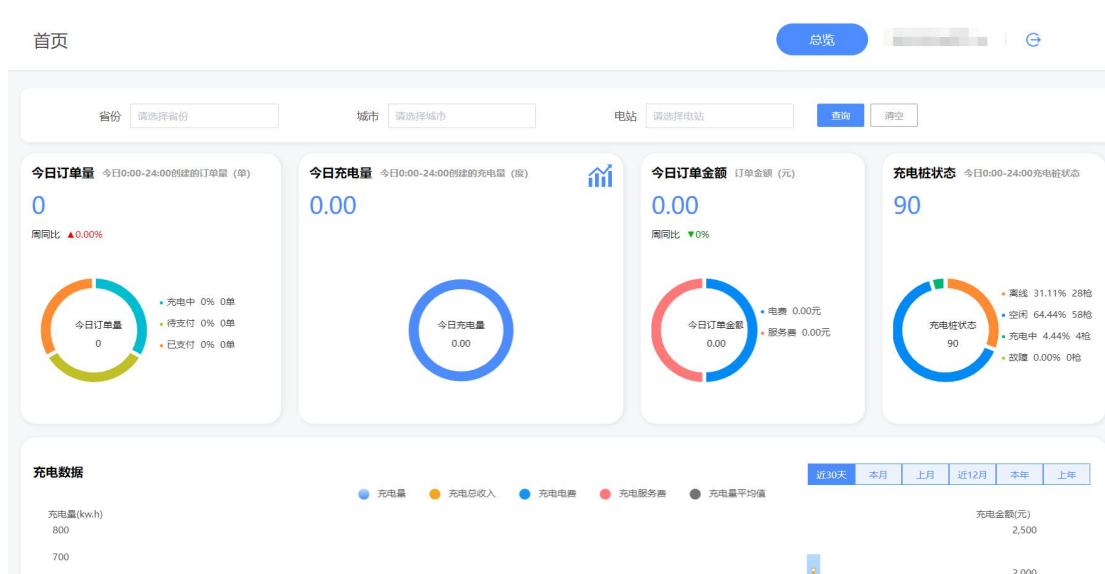 首页
总览
省份 请选择省份 城市 请选择城市 电站 请选择电站 查询 清空
今日订单量 今日0:00-24:00创建的订单量 (单)
0
周同比 ▲0.00%
今日订单量
0
充电中 0% 0单
待支付 0% 0单
已支付 0% 0单
今日充电量 今日0:00-24:00创建的充电量 (度)
0.00
今日充电量
0.00
今日订单金额 订单金额 (元)
0.00
周同比 ▼0%
今日订单金额
0.00
电费 0.00元
服务费 0.00元
充电桩状态 今日0:00-24:00充电桩状态
90
充电桩状态
90
离线 31.11% 28枪
空闲 64.44% 58枪
充电中 4.44% 4枪
故障 0.00% 0枪
充电数据
近30天 本月 上月 近12月 本年 上年
充电量 充电总收入 充电电费 充电服务费 充电量平均值
充电量(kw.h) 充电金额(元)
800 2,500
700
2,000